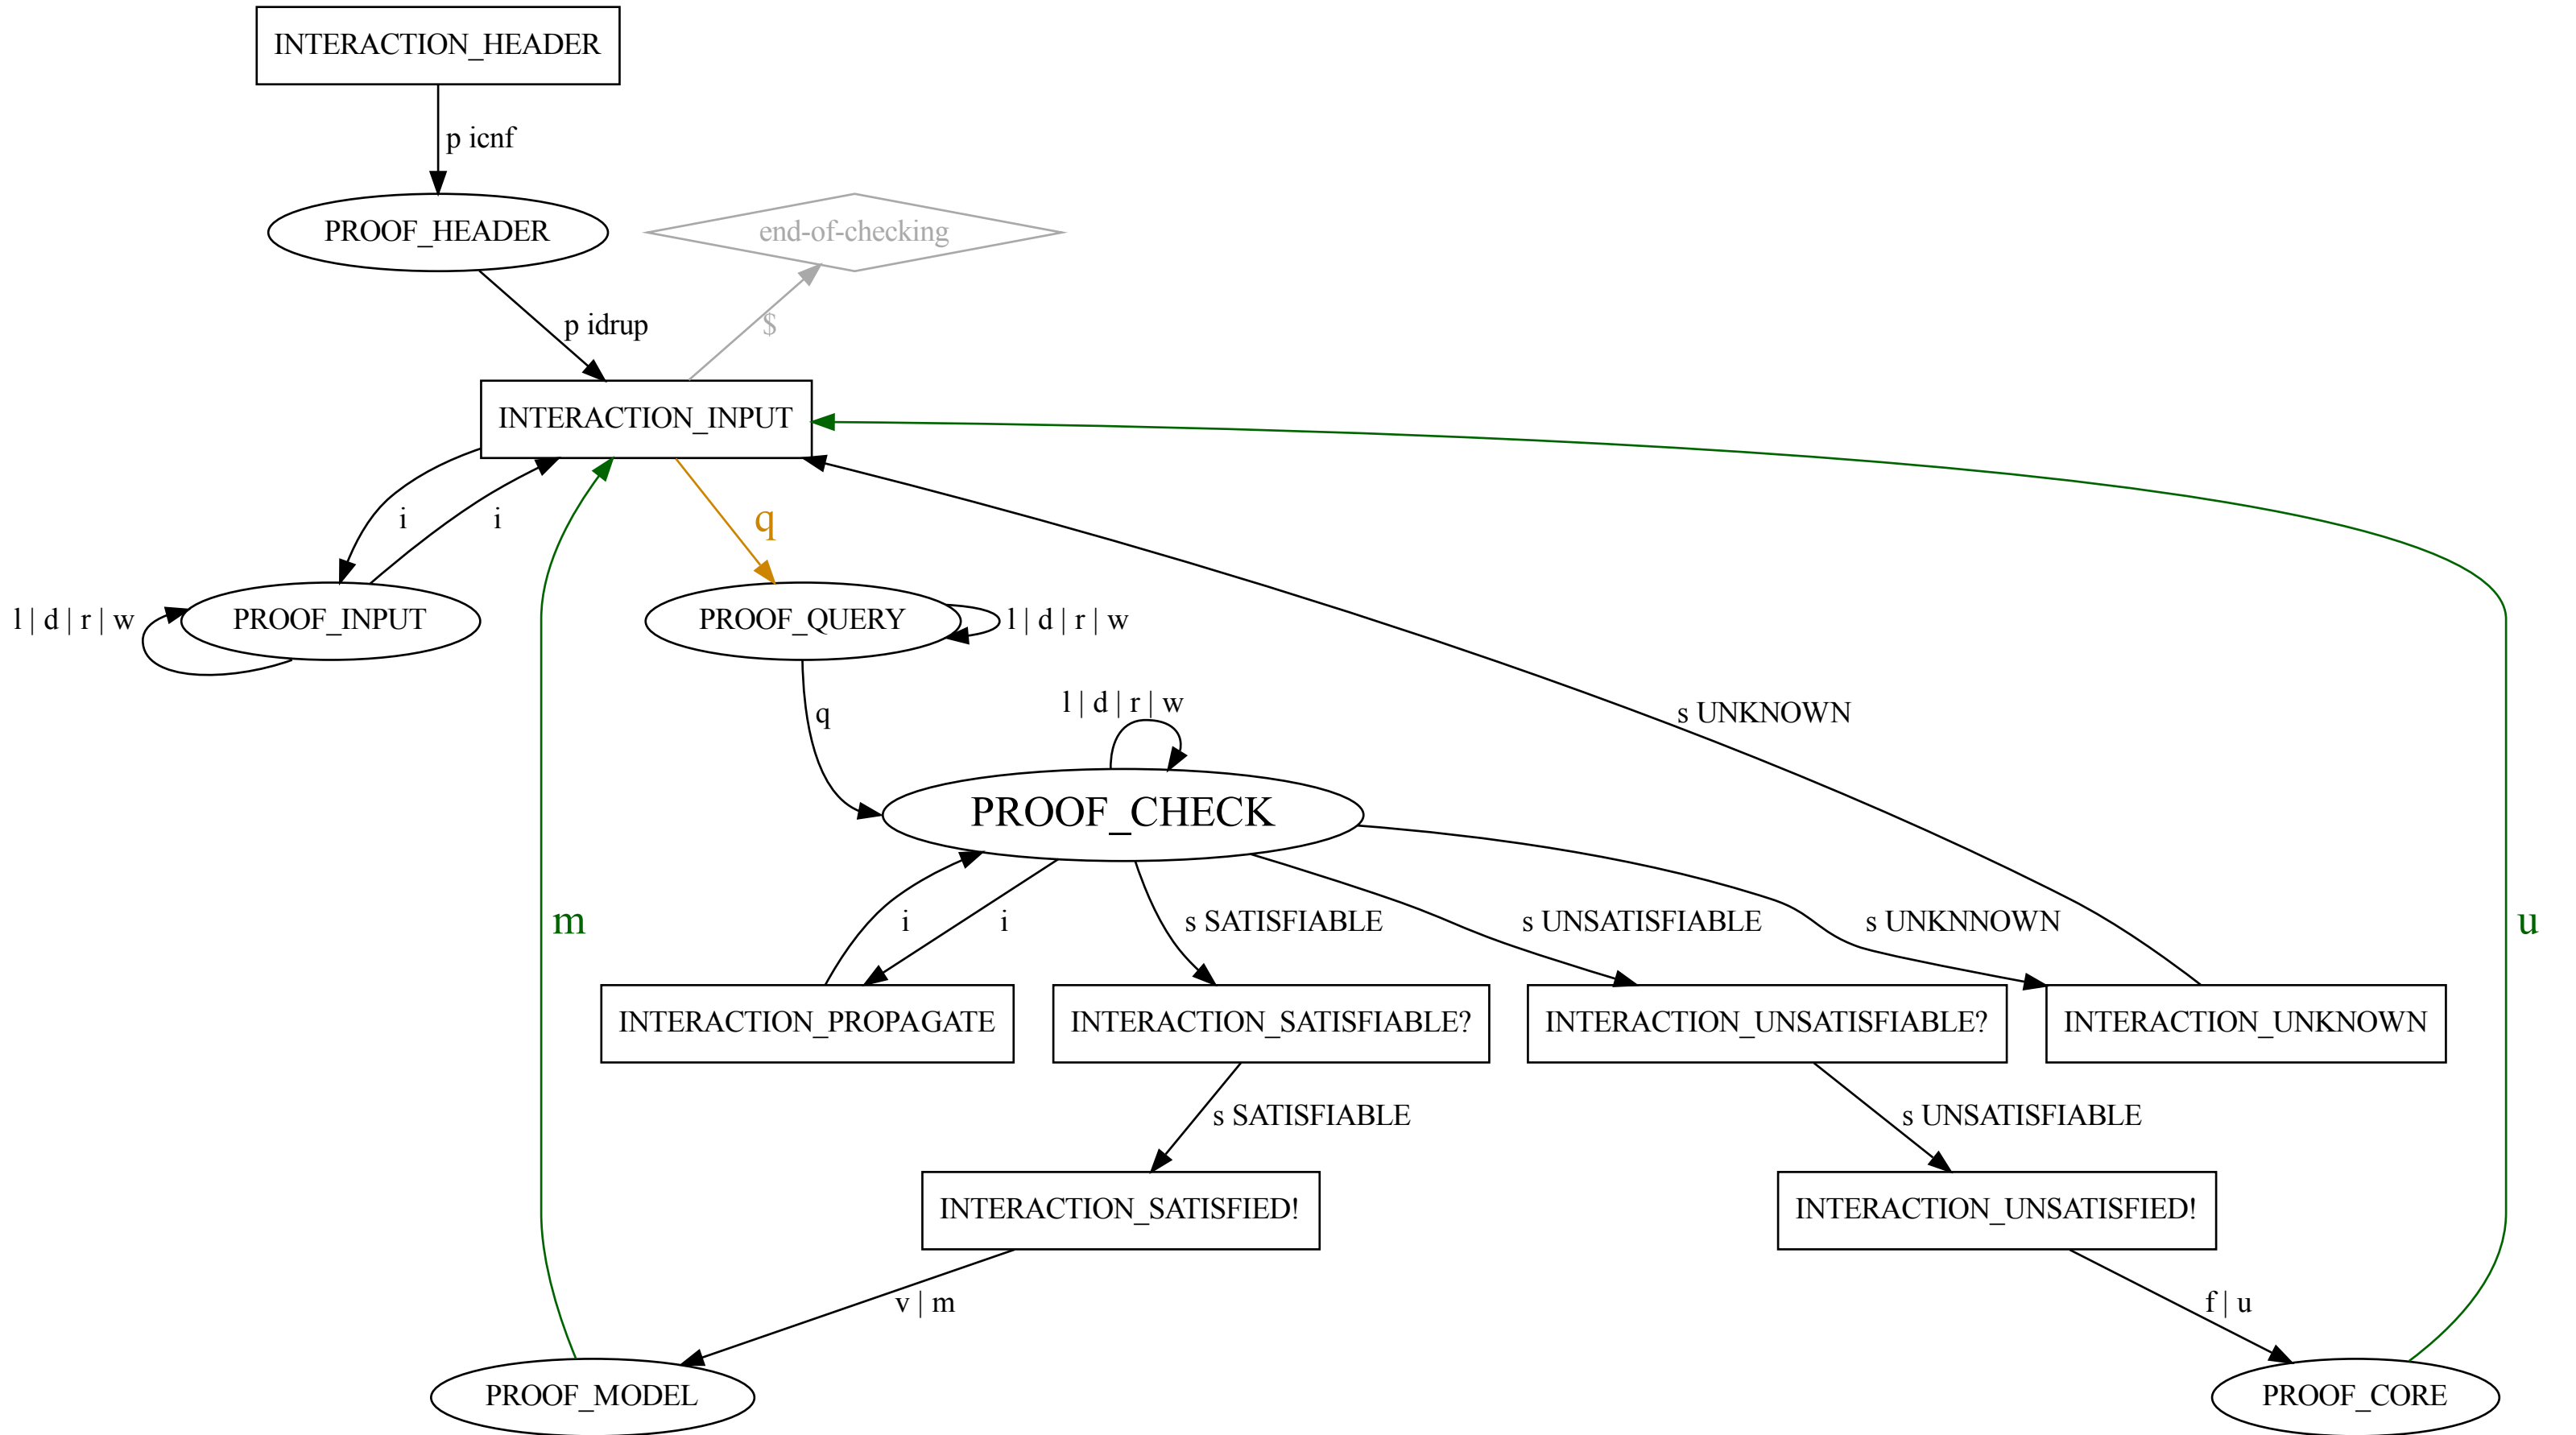 INTERACTION_HEADER
p icnf
PROOF_HEADER
end-of-checking
p idrup
$
INTERACTION_INPUT
i
i
q
l | d | r | w
PROOF_INPUT
PROOF_QUERY
l | d | r | w
l | d | r | w
q
s UNKNOWN
PROOF_CHECK
m
i
i
s SATISFIABLE
s UNSATISFIABLE
s UNKNNOWN
u
INTERACTION_PROPAGATE
INTERACTION_SATISFIABLE?
INTERACTION_UNSATISFIABLE?
INTERACTION_UNKNOWN
s SATISFIABLE
s UNSATISFIABLE
INTERACTION_SATISFIED!
INTERACTION_UNSATISFIED!
v | m
f | u
PROOF_MODEL
PROOF_CORE